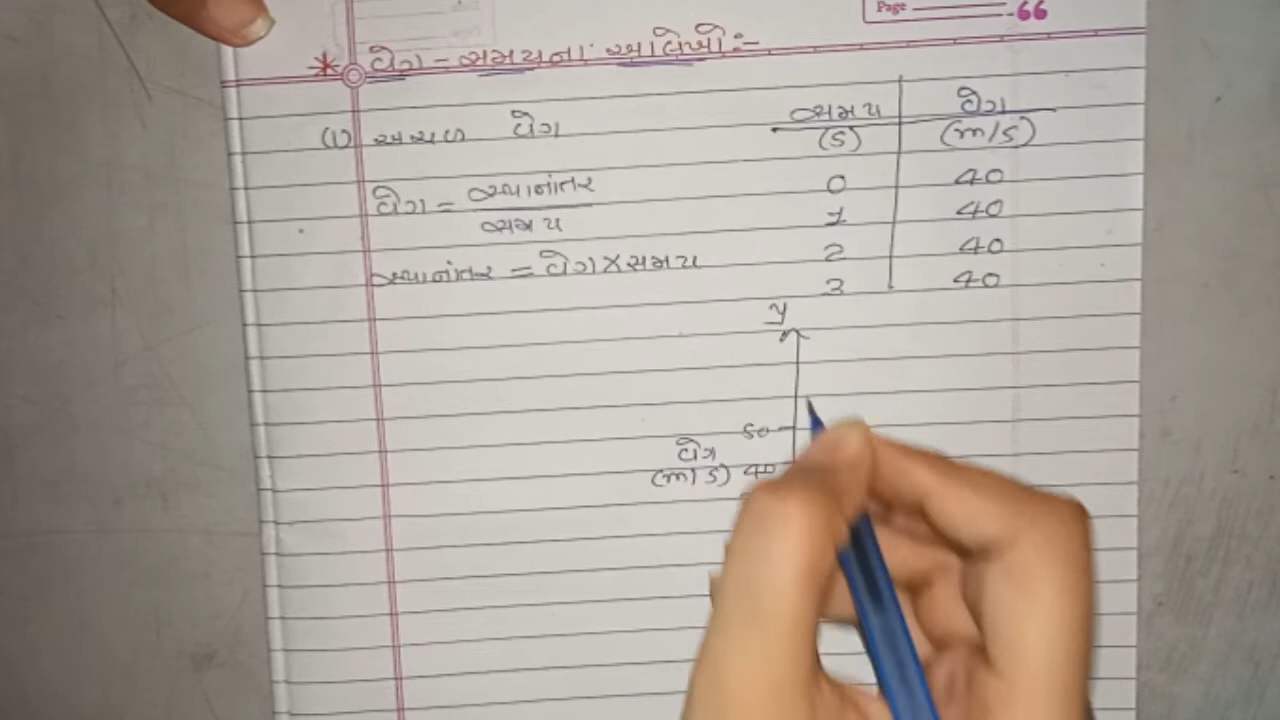 Page 66
* વેગ - સમયના આલેખો :-
(1) અચળ વેગ
સમય (s) વેગ (m/s)
વેગ = સ્થાનાંતર / સમય
સ્થાનાંતર = વેગ X સમય
0 40
1 40
2 40
3 40
y
50
વેગ
(m/s) 40